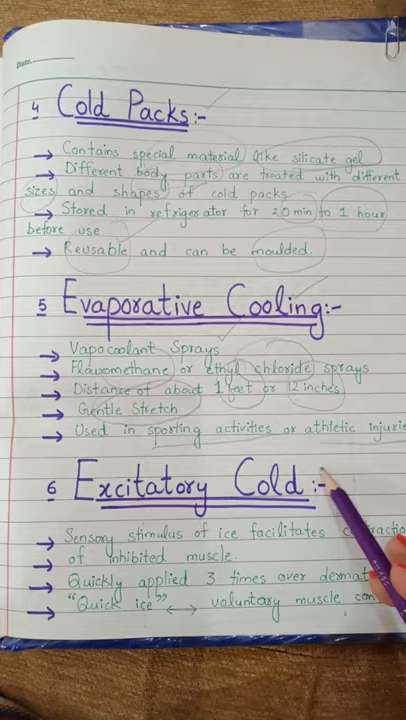 Date.
4 Cold Packs:-
→ Contains special material like silicate gel
→ Different body parts are treated with different
sizes and shapes of cold packs
→ Stored in refrigerator for 20 min to 1 hour
before use
→ Reusable and can be moulded.
5 Evaporative Cooling:-
→ Vapocoolant Sprays
→ Flauromethane or ethyl chloride sprays
→ Distance of about 1 feet or 12 inches
→ Gentle Stretch
→ Used in sporting activities or athletic injurie
6 Excitatory Cold:-
→ Sensory stimulus of ice facilitates
→ of inhibited muscle.
→ Quickly applied 3 times over
→ "Quick ice" ↔ voluntary muscle